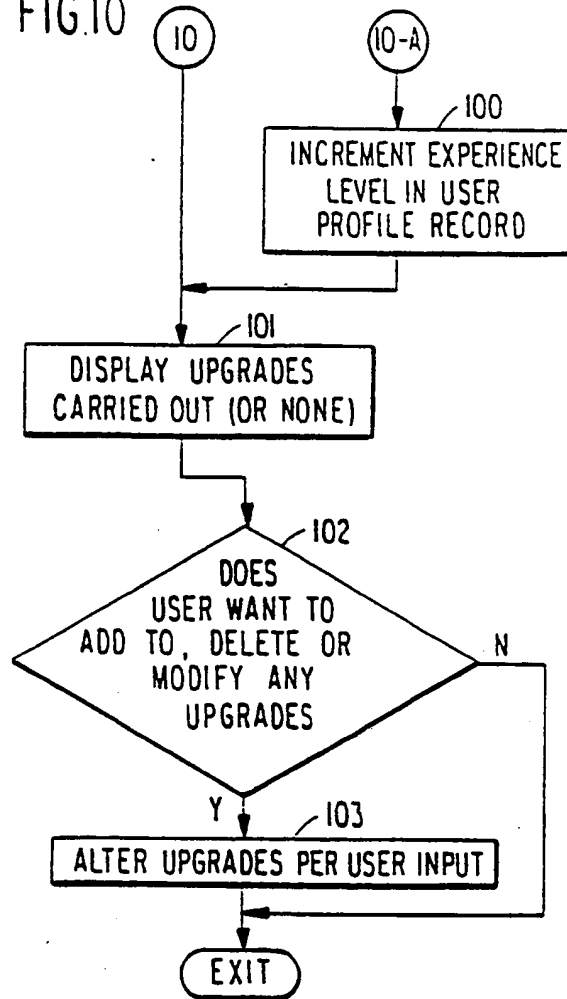 FIG.10
10
10-A
100
INCREMENT EXPERIENCE
LEVEL IN USER
PROFILE RECORD
101
DISPLAY UPGRADES
CARRIED OUT (OR NONE)
102
DOES
USER WANT TO
ADD TO, DELETE OR
MODIFY ANY
UPGRADES
N
Y
103
ALTER UPGRADES PER USER INPUT
EXIT